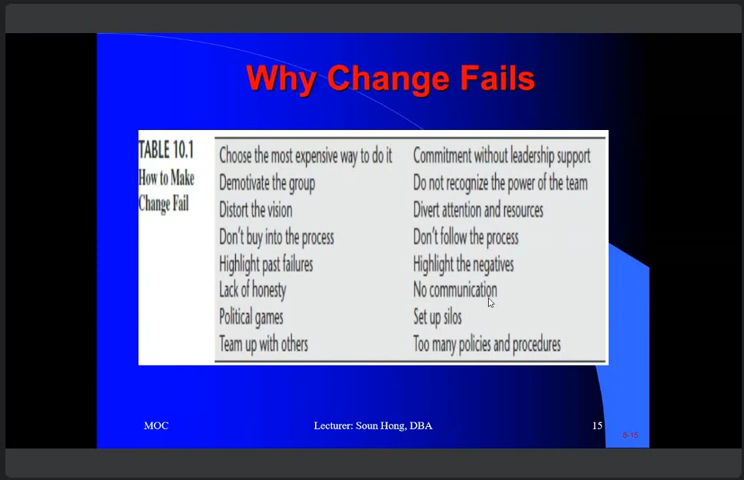 Why Change Fails
TABLE 10.1
How to Make
Change Fail
Choose the most expensive way to do it
Demotivate the group
Distort the vision
Don't buy into the process
Highlight past failures
Lack of honesty
Political games
Team up with others
Commitment without leadership support
Do not recognize the power of the team
Divert attention and resources
Don't follow the process
Highlight the negatives
No communication
Set up silos
Too many policies and procedures
MOC
Lecturer: Soun Hong, DBA
15
8-15